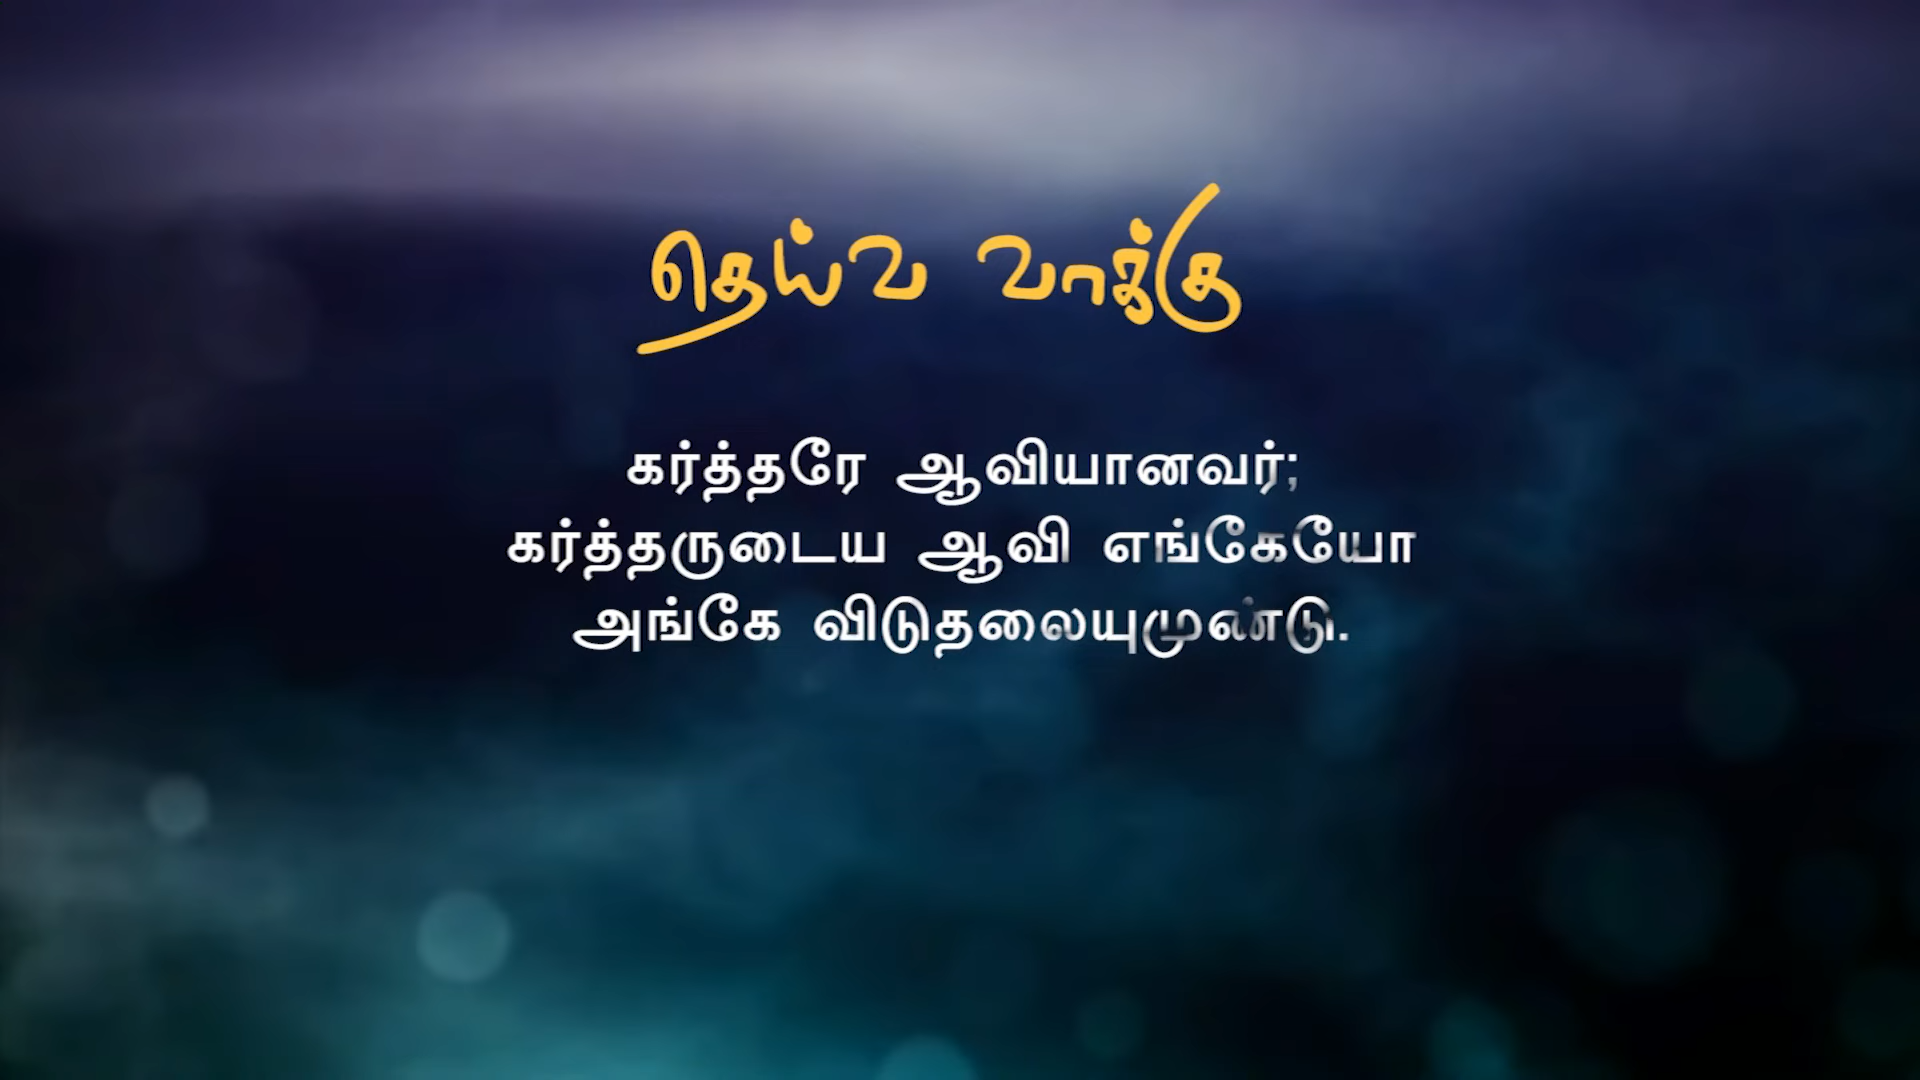 தெய்வ வாக்கு
கர்த்தரே ஆவியானவர்;
கர்த்தருடைய ஆவி எங்கேயோ
அங்கே விடுதலையுமுண்டு.